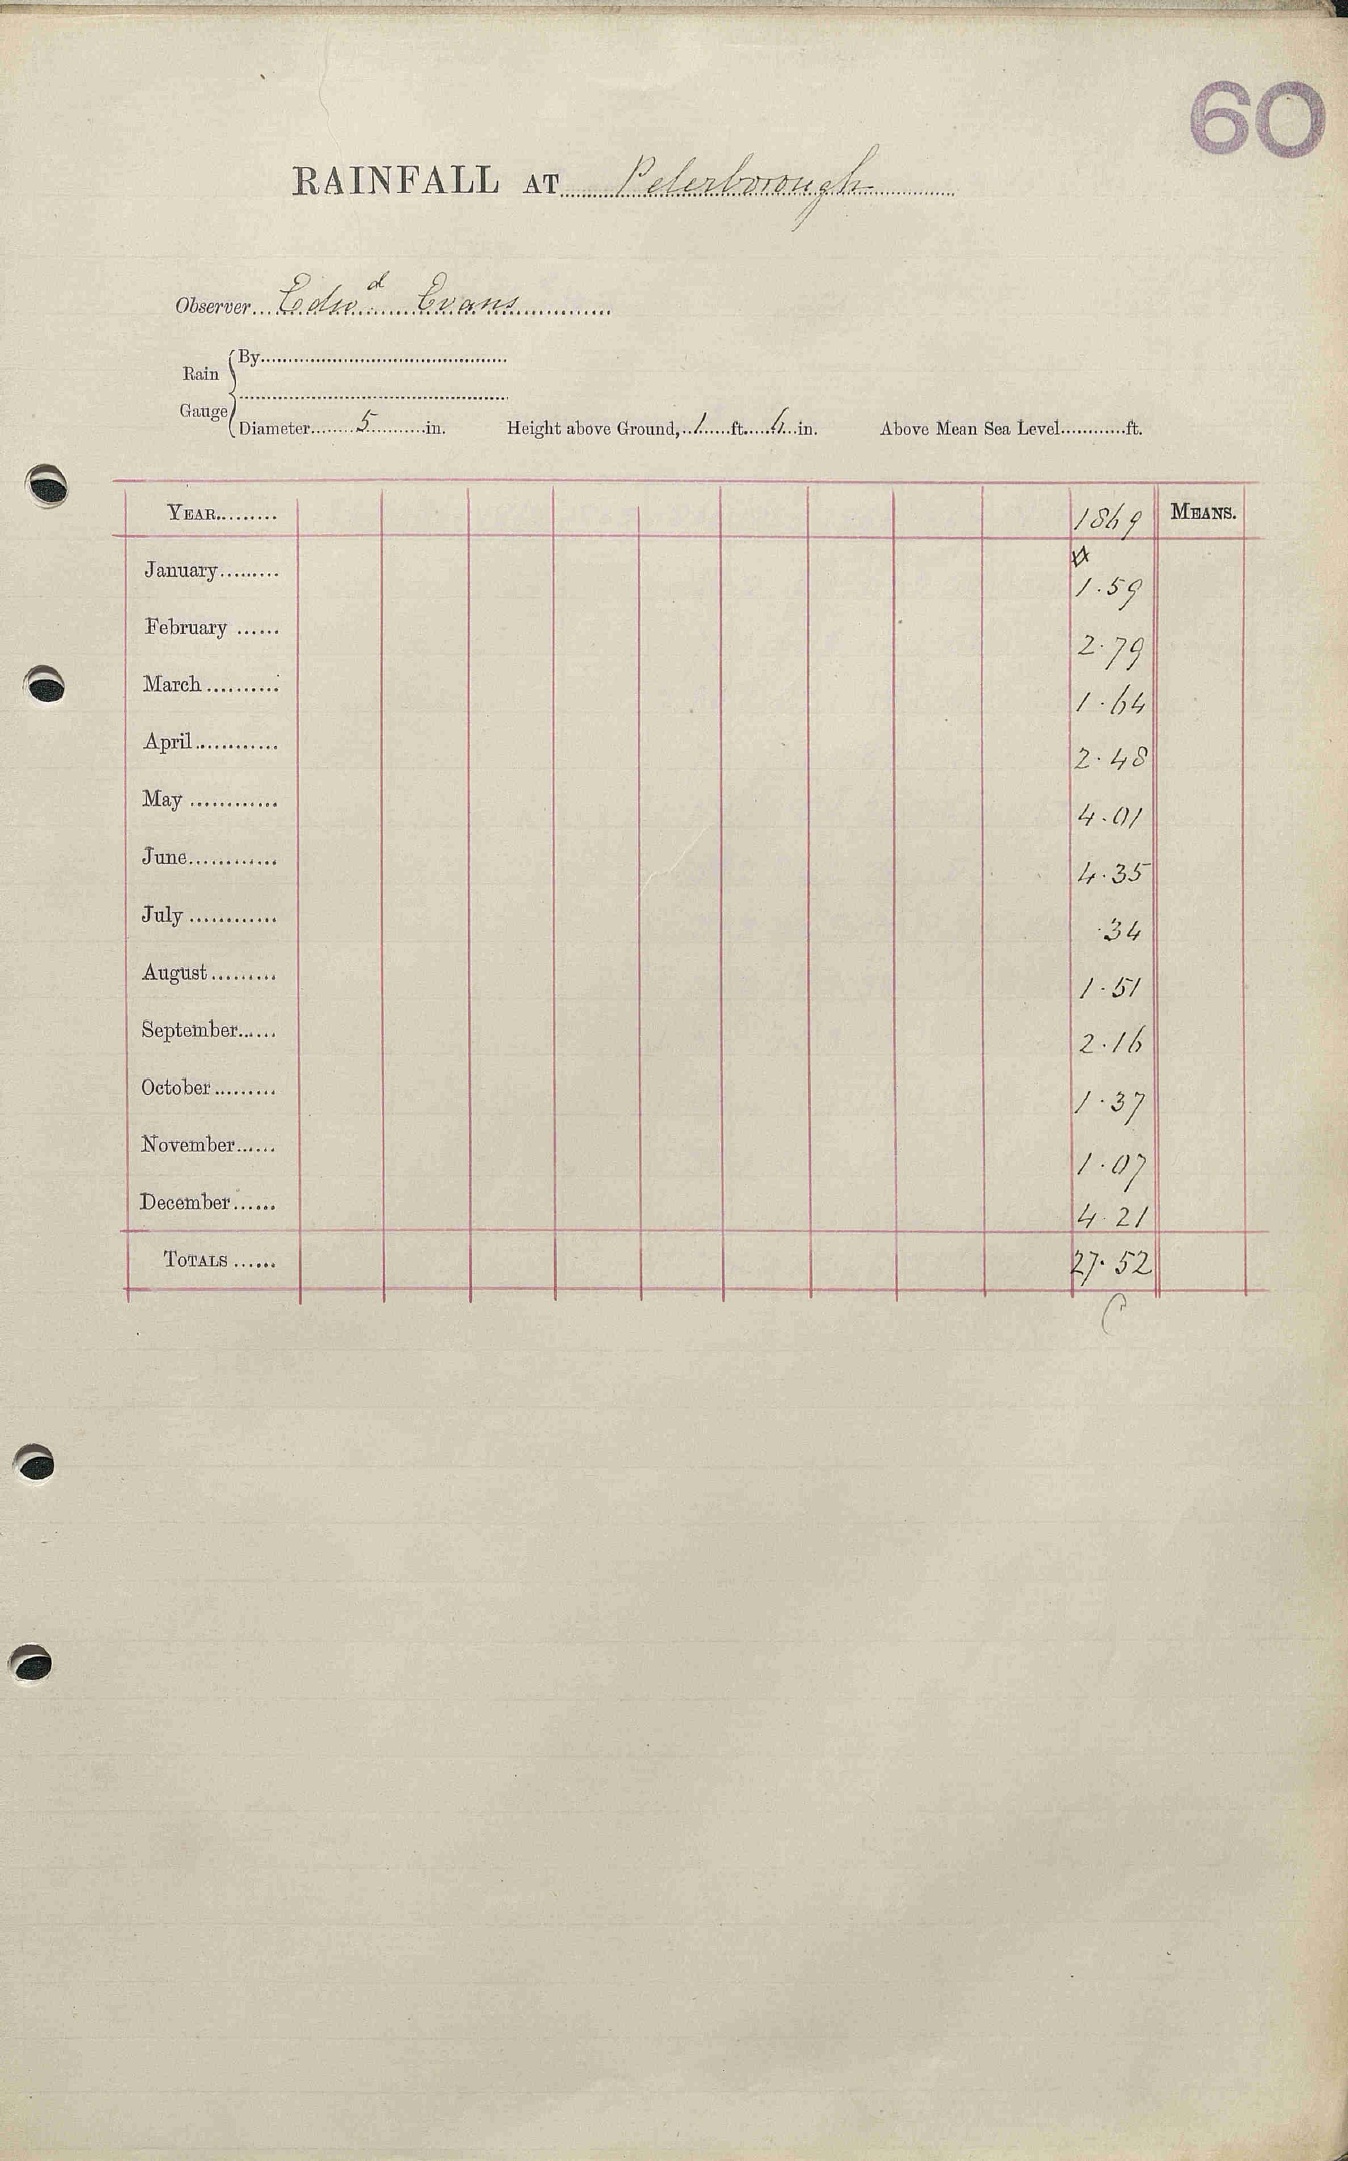 60
RAINFALL AT Peterborough
Observer Edwd Evans
Rain Gauge
By
Diameter 5 in. Height above Ground, 1 ft. 6 in. Above Mean Sea Level ft.
YEAR 1869 MEANS.
January 1.59
February 2.79
March 1.64
April 2.48
May 4.01
June 4.35
July .34
August 1.51
September 2.16
October 1.37
November 1.07
December 4.21
TOTALS 27.52